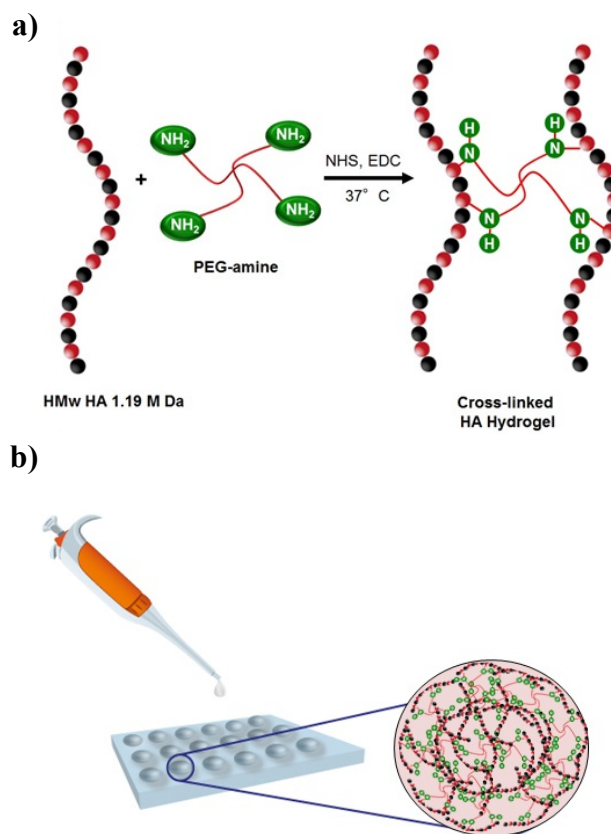 a)
NH₂
NH₂
+
NH₂
NH₂
PEG-amine
HMw HA 1.19 M Da
NHS, EDC
37° C
H
N
H
N
N
H
N
H
Cross-linked
HA Hydrogel
b)